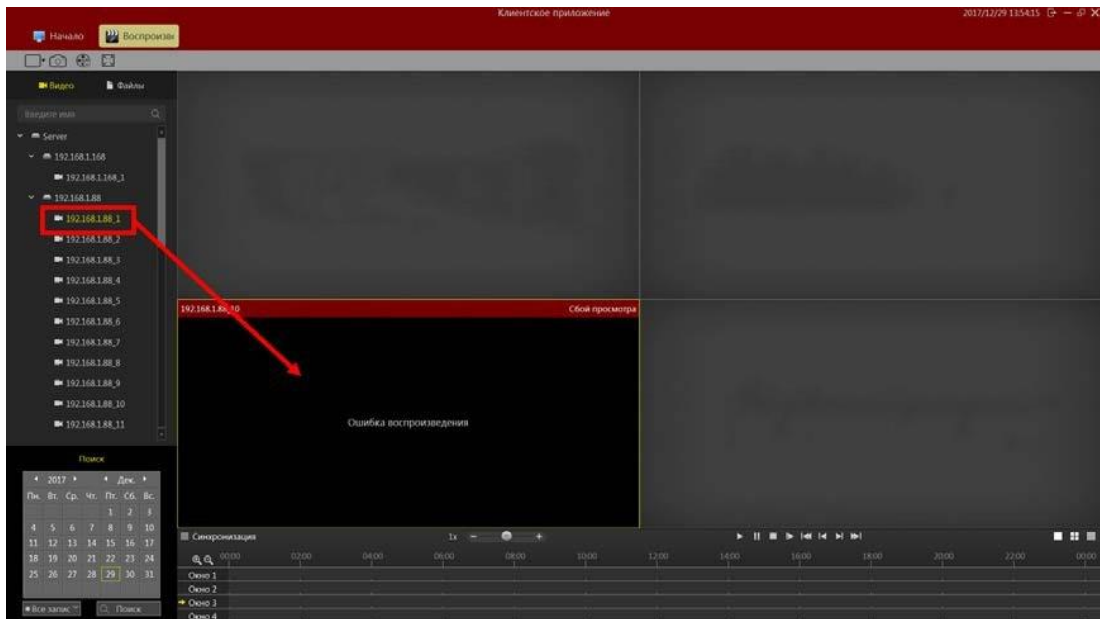 Клиентское приложение
2017/12/29 13:54:15
Начало
Воспроизве
Видео
Файлы
Введите имя
Server
192.168.1.168
192.168.1.168_1
192.168.1.88
192.168.1.88_1
192.168.1.88_2
192.168.1.88_3
192.168.1.88_4
192.168.1.88_5
192.168.1.88_6
192.168.1.88_7
192.168.1.88_8
192.168.1.88_9
192.168.1.88_10
192.168.1.88_11
192.168.1.88_10 Сбой просмотра
Ошибка воспроизведения
Поиск
2017 Дек.
Пн. Вт. Ср. Чт. Пт. Сб. Вс.
1 2 3
4 5 6 7 8 9 10
11 12 13 14 15 16 17
18 19 20 21 22 23 24
25 26 27 28 29 30 31
Все запис
Поиск
Синхронизация 1x
00:00 02:00 04:00 06:00 08:00 10:00 12:00 14:00 16:00 18:00 20:00 22:00 00:00
Окно 1
Окно 2
Окно 3
Окно 4